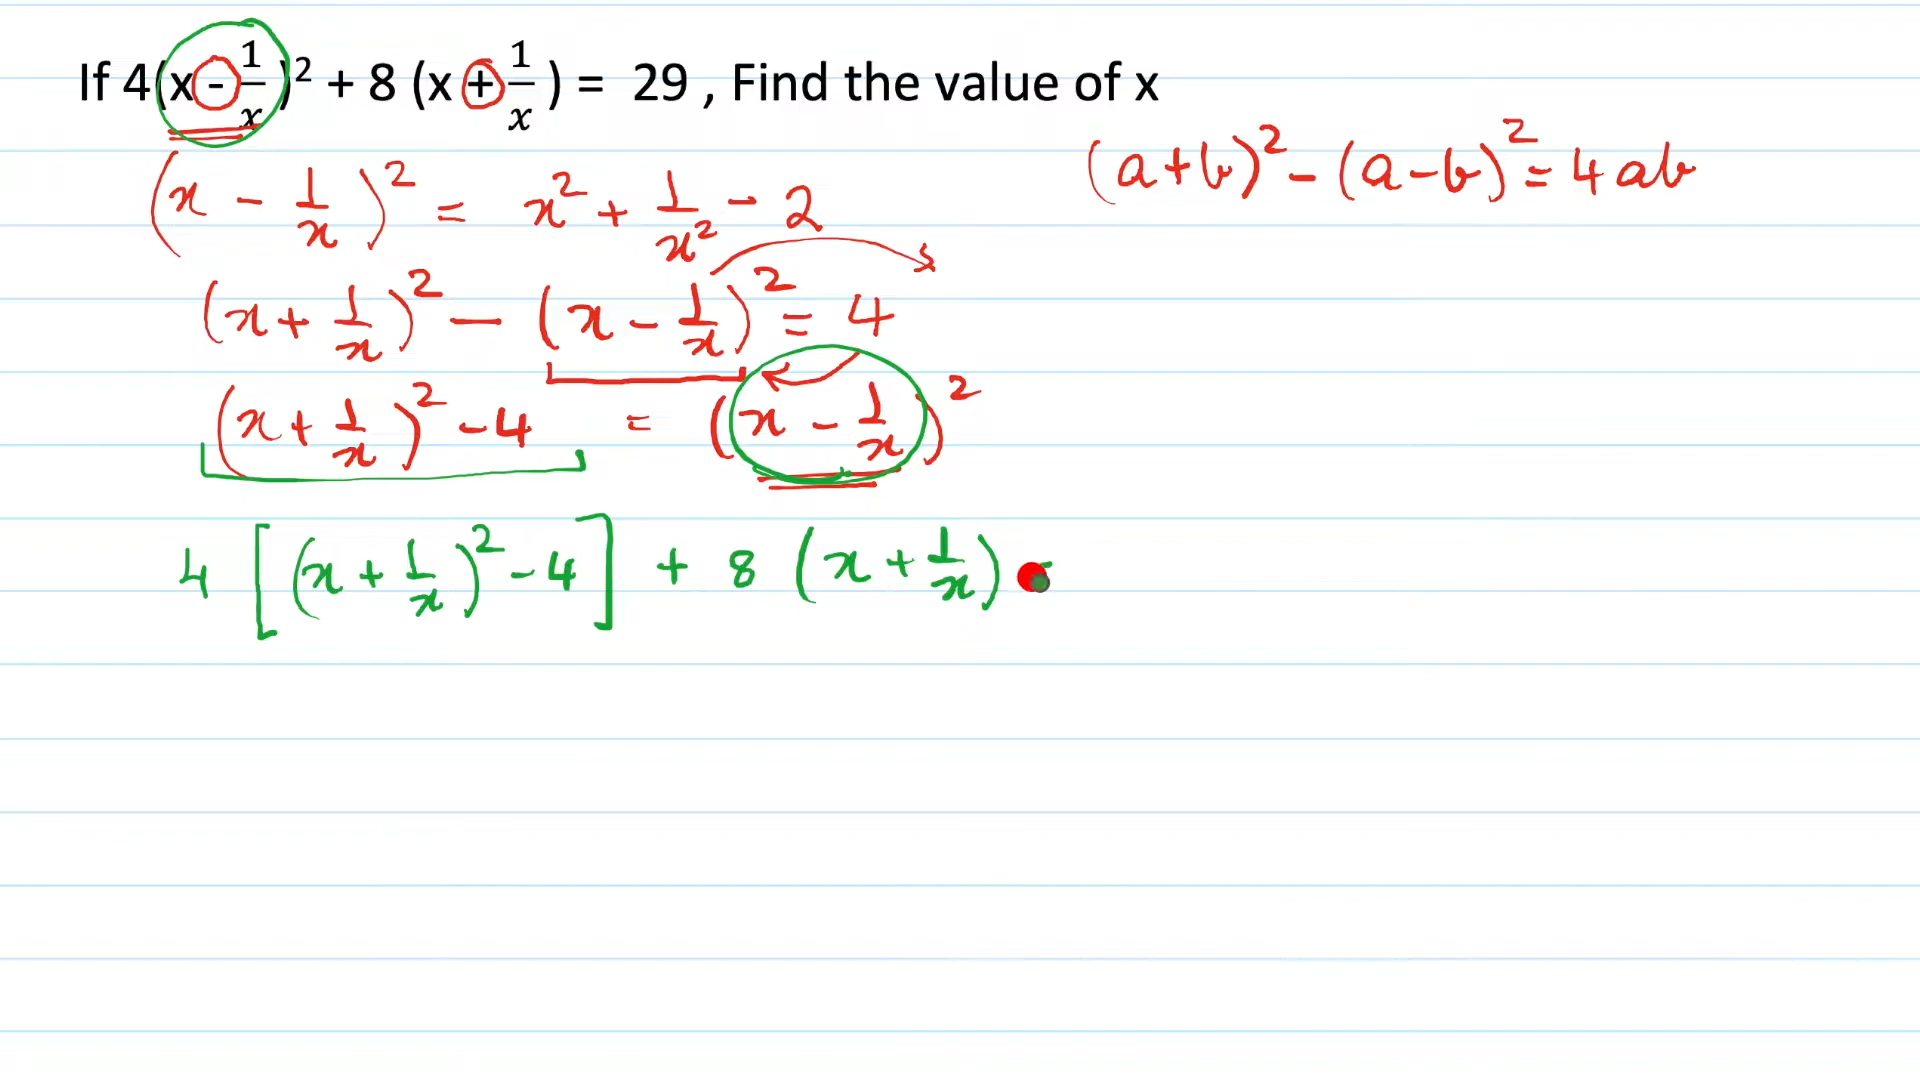 If 4(x - 1/x)² + 8 (x + 1/x) = 29 , Find the value of x
(a+b)² - (a-b)² = 4ab
(x - 1/x)² = x² + 1/x² - 2
(x + 1/x)² - (x - 1/x)² = 4
(x + 1/x)² - 4 = (x - 1/x)²
4 [(x + 1/x)² - 4] + 8 (x + 1/x)